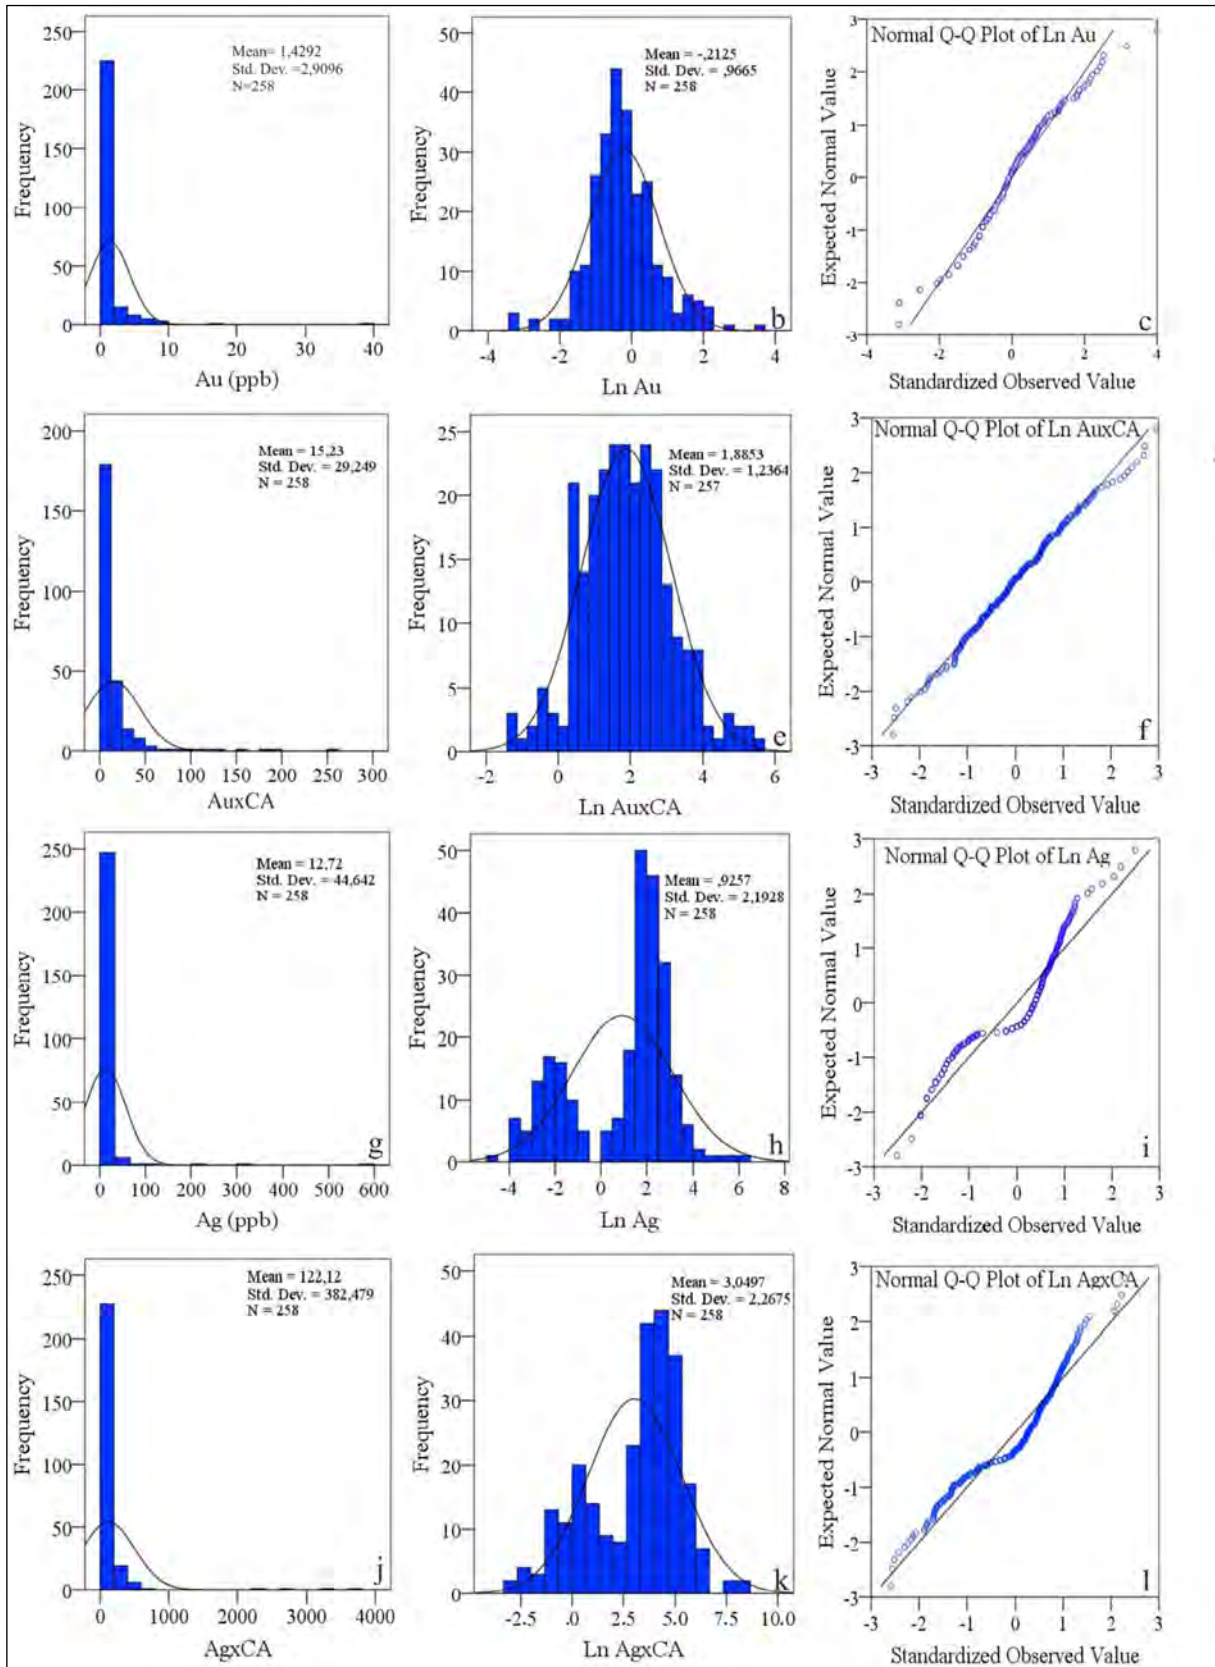 250
200
150
100
50
0
Frequency
Mean= 1,4292
Std. Dev. =2,9096
N=258
0 10 20 30 40
Au (ppb)
50
40
30
20
10
0
Frequency
Mean = -,2125
Std. Dev. = ,9665
N = 258
b
-4 -2 0 2 4
Ln Au
3
2
1
0
-1
-2
-3
Expected Normal Value
Normal Q-Q Plot of Ln Au
c
-4 -2 0 2 4
Standardized Observed Value
200
150
100
50
0
Frequency
Mean = 15,23
Std. Dev. = 29,249
N = 258
0 50 100 150 200 250 300
AuxCA
25
20
15
10
5
0
Frequency
Mean = 1,8853
Std. Dev. = 1,2364
N = 257
e
-2 0 2 4 6
Ln AuxCA
3
2
1
0
-1
-2
-3
Expected Normal Value
Normal Q-Q Plot of Ln AuxCA
f
-3 -2 -1 0 1 2 3
Standardized Observed Value
250
200
150
100
50
0
Frequency
Mean = 12,72
Std. Dev. = 44,642
N = 258
g
0 100 200 300 400 500 600
Ag (ppb)
50
40
30
20
10
0
Frequency
Mean = ,9257
Std. Dev. = 2,1928
N = 258
h
-4 -2 0 2 4 6 8
Ln Ag
3
2
1
0
-1
-2
-3
Expected Normal Value
Normal Q-Q Plot of Ln Ag
i
-3 -2 -1 0 1 2 3
Standardized Observed Value
250
200
150
100
50
0
Frequency
Mean = 122,12
Std. Dev. = 382,479
N = 258
j
0 1000 2000 3000 4000
AgxCA
50
40
30
20
10
0
Frequency
Mean = 3,0497
Std. Dev. = 2,2675
N = 258
k
-2.5 .0 2.5 5.0 7.5 10.0
Ln AgxCA
3
2
1
0
-1
-2
-3
Expected Normal Value
Normal Q-Q Plot of Ln AgxCA
l
-3 -2 -1 0 1 2 3
Standardized Observed Value